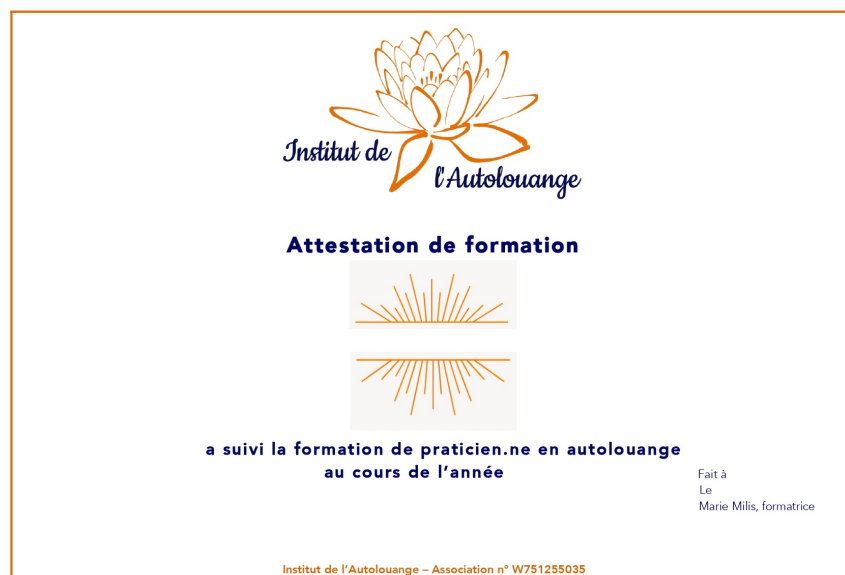 Institut de
l'Autolouange
Attestation de formation
a suivi la formation de praticien.ne en autolouange
au cours de l’année
Fait à
Le
Marie Milis, formatrice
Institut de l’Autolouange – Association n° W751255035